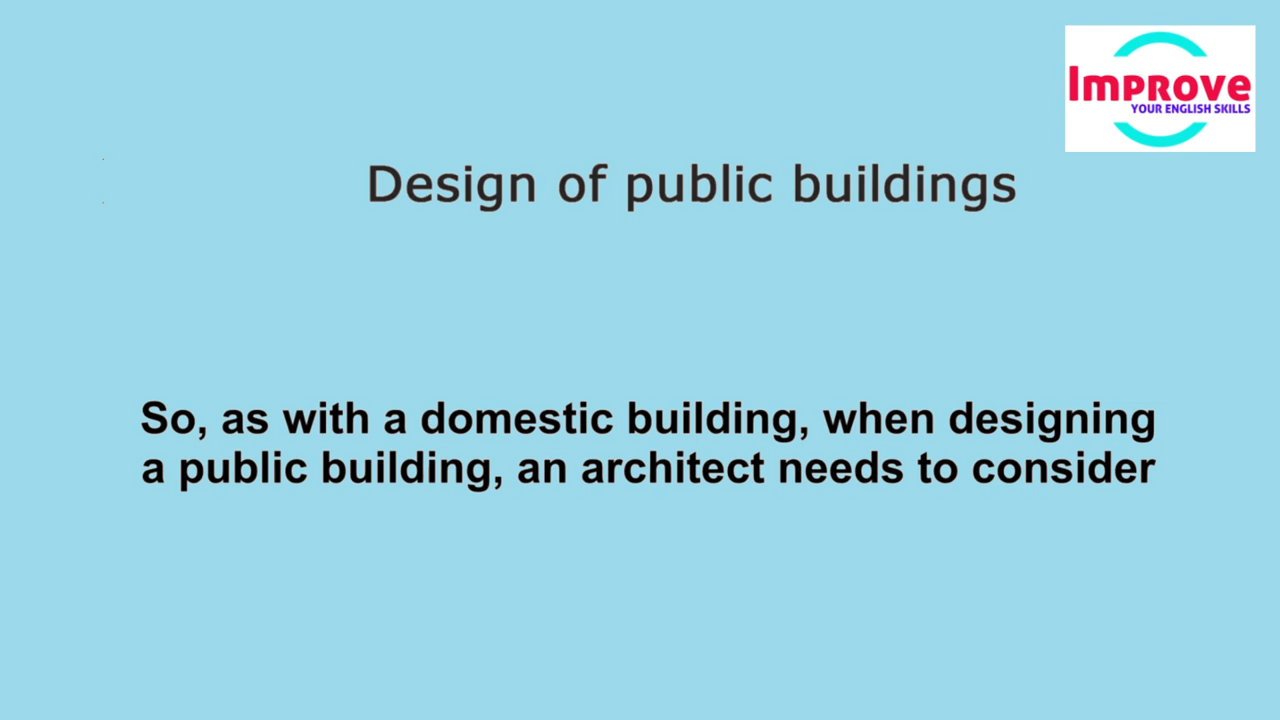 Improve
YOUR ENGLISH SKILLS
Design of public buildings
So, as with a domestic building, when designing
a public building, an architect needs to consider